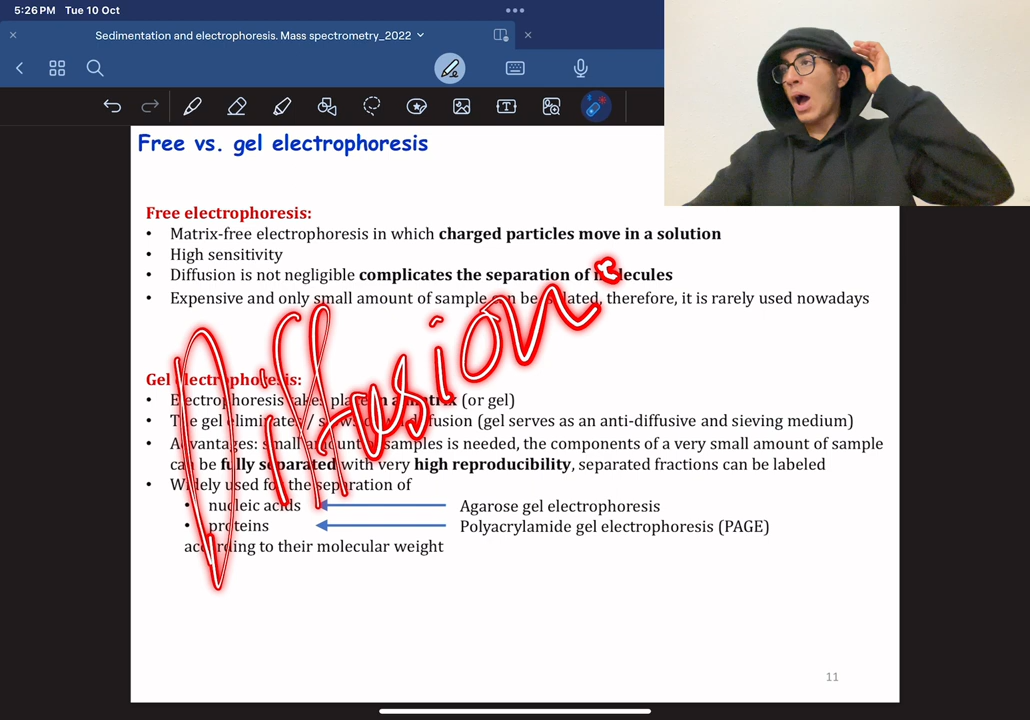 5:26 PM Tue 10 Oct
Sedimentation and electrophoresis. Mass spectrometry_2022
Free vs. gel electrophoresis
Free electrophoresis:
• Matrix-free electrophoresis in which charged particles move in a solution
• High sensitivity
• Diffusion is not negligible complicates the separation of molecules
• Expensive and only small amount of sample can be isolated, therefore, it is rarely used nowadays
Diffusion:
Gel electrophoresis:
• Electrophoresis takes place in a matrix (or gel)
• The gel eliminates / slows down diffusion (gel serves as an anti-diffusive and sieving medium)
• Advantages: small amount of samples is needed, the components of a very small amount of sample
can be fully separated with very high reproducibility, separated fractions can be labeled
• Widely used for the separation of
• nucleic acids Agarose gel electrophoresis
• proteins Polyacrylamide gel electrophoresis (PAGE)
according to their molecular weight
11